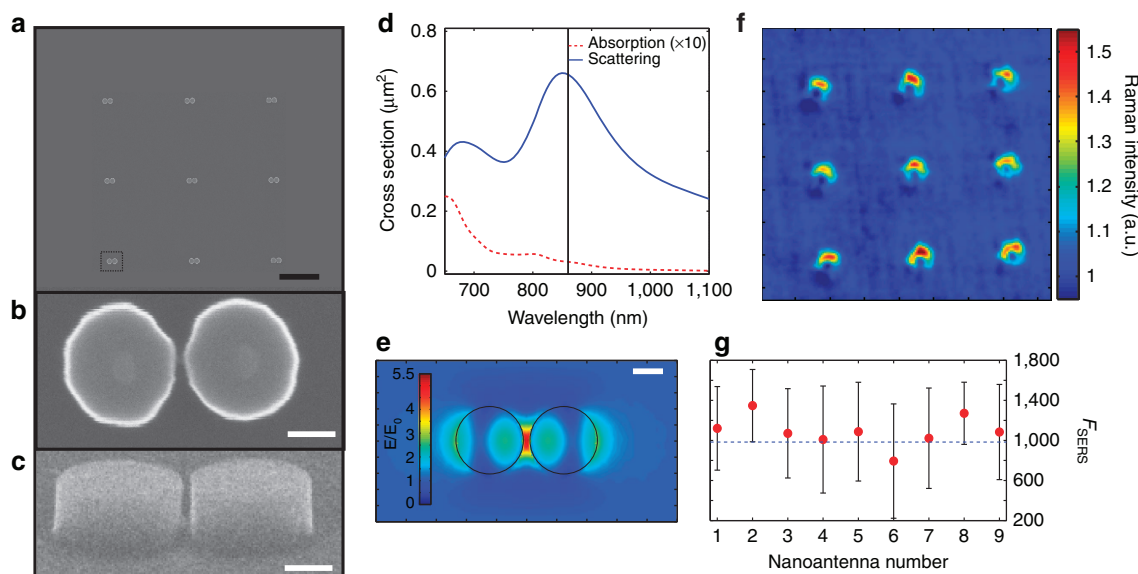 a
b
c
d
0.8
0.6
0.4
0.2
0
Cross section (μm²)
Absorption (×10)
Scattering
700
800
900
1,000
1,100
Wavelength (nm)
e
5.5
4
3
2
1
0
E/E₀
f
1.5
1.4
1.3
1.2
1.1
1
Raman intensity (a.u.)
g
1,800
1,400
1,000
600
200
F_SERS
1 2 3 4 5 6 7 8 9
Nanoantenna number